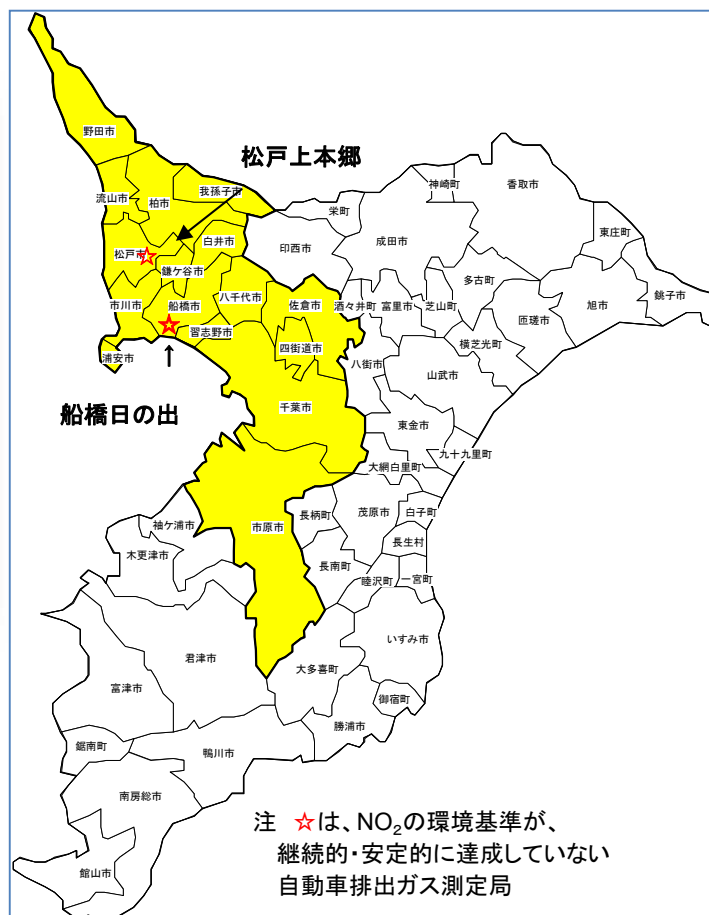 野田市
松戸上本郷
流山市
柏市
我孫子市
神崎町
香取市
栄町
東庄町
松戸市
白井市
印西市
成田市
鎌ケ谷市
多古町
銚子市
市川市
船橋市
八千代市
佐倉市
酒々井町
富里市
芝山町
匝瑳市
旭市
習志野市
四街道市
横芝光町
浦安市
八街市
山武市
船橋日の出
千葉市
東金市
九十九里町
大網白里町
袖ケ浦市
市原市
長柄町
茂原市
白子町
木更津市
長生村
長南町
睦沢町
一宮町
君津市
いすみ市
大多喜町
富津市
御宿町
勝浦市
鋸南町
鴨川市
南房総市
館山市
注 ☆は、NO₂の環境基準が、
継続的・安定的に達成していない
自動車排出ガス測定局